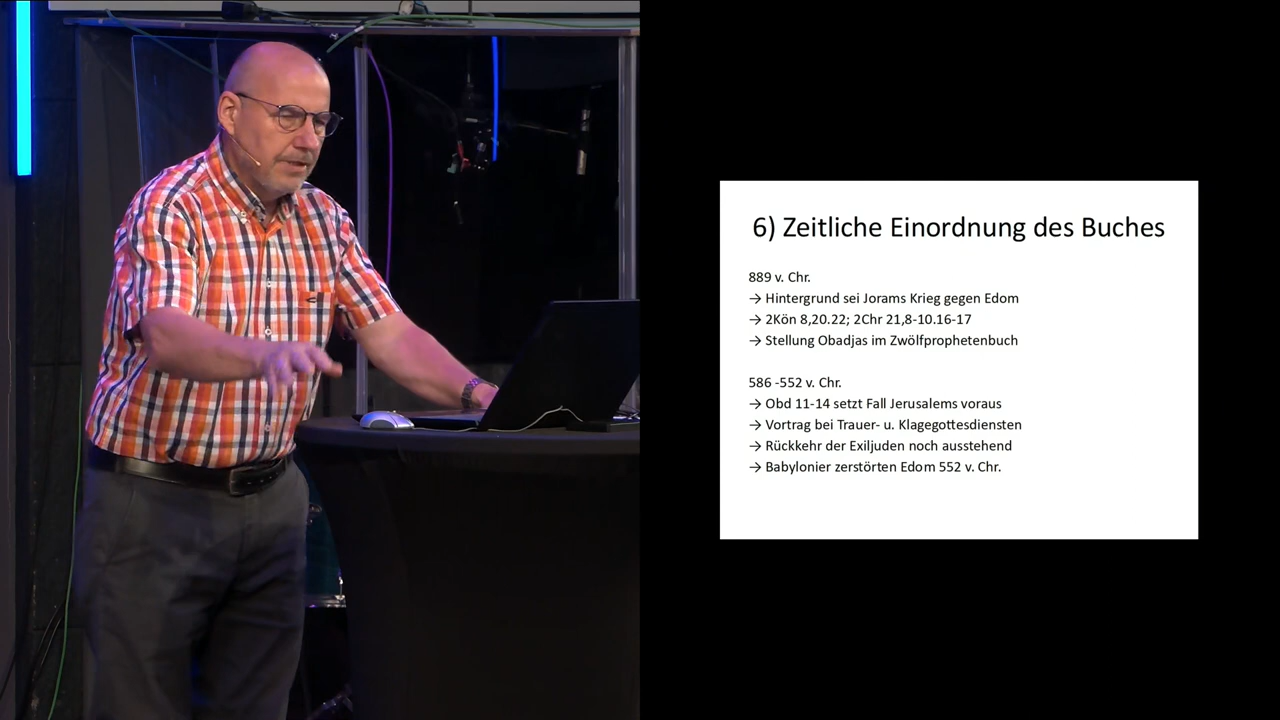 6) Zeitliche Einordnung des Buches
889 v. Chr.
→ Hintergrund sei Jorams Krieg gegen Edom
→ 2Kön 8,20.22; 2Chr 21,8-10.16-17
→ Stellung Obadjas im Zwölfprophetenbuch
586 -552 v. Chr.
→ Obd 11-14 setzt Fall Jerusalems voraus
→ Vortrag bei Trauer- u. Klagegottesdiensten
→ Rückkehr der Exiljuden noch ausstehend
→ Babylonier zerstörten Edom 552 v. Chr.